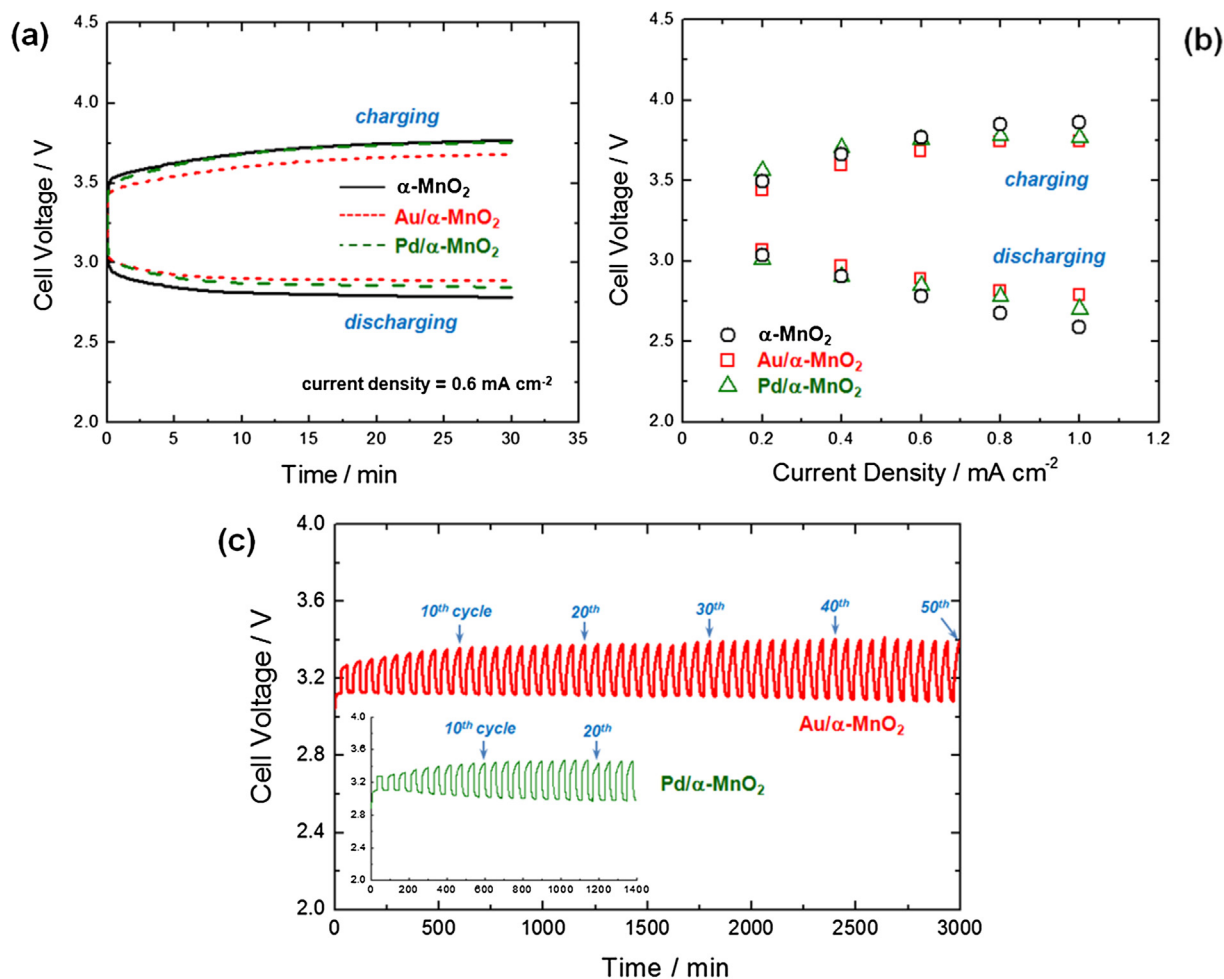 (a)
4.5
4.0
3.5
3.0
2.5
2.0
Cell Voltage / V
charging
α-MnO₂
Au/α-MnO₂
Pd/α-MnO₂
discharging
current density = 0.6 mA cm⁻²
0 5 10 15 20 25 30 35
Time / min
(b)
4.5
4.0
3.5
3.0
2.5
2.0
Cell Voltage / V
charging
discharging
α-MnO₂
Au/α-MnO₂
Pd/α-MnO₂
0 0.2 0.4 0.6 0.8 1.0 1.2
Current Density / mA cm⁻²
(c)
4.0
3.6
3.2
2.8
2.4
2.0
Cell Voltage / V
10ᵗʰ cycle
20ᵗʰ
30ᵗʰ
40ᵗʰ
50ᵗʰ
Au/α-MnO₂
4.0
3.6
3.2
2.8
2.4
2.0
10ᵗʰ cycle
20ᵗʰ
Pd/α-MnO₂
0 200 400 600 800 1000 1200 1400
0 500 1000 1500 2000 2500 3000
Time / min